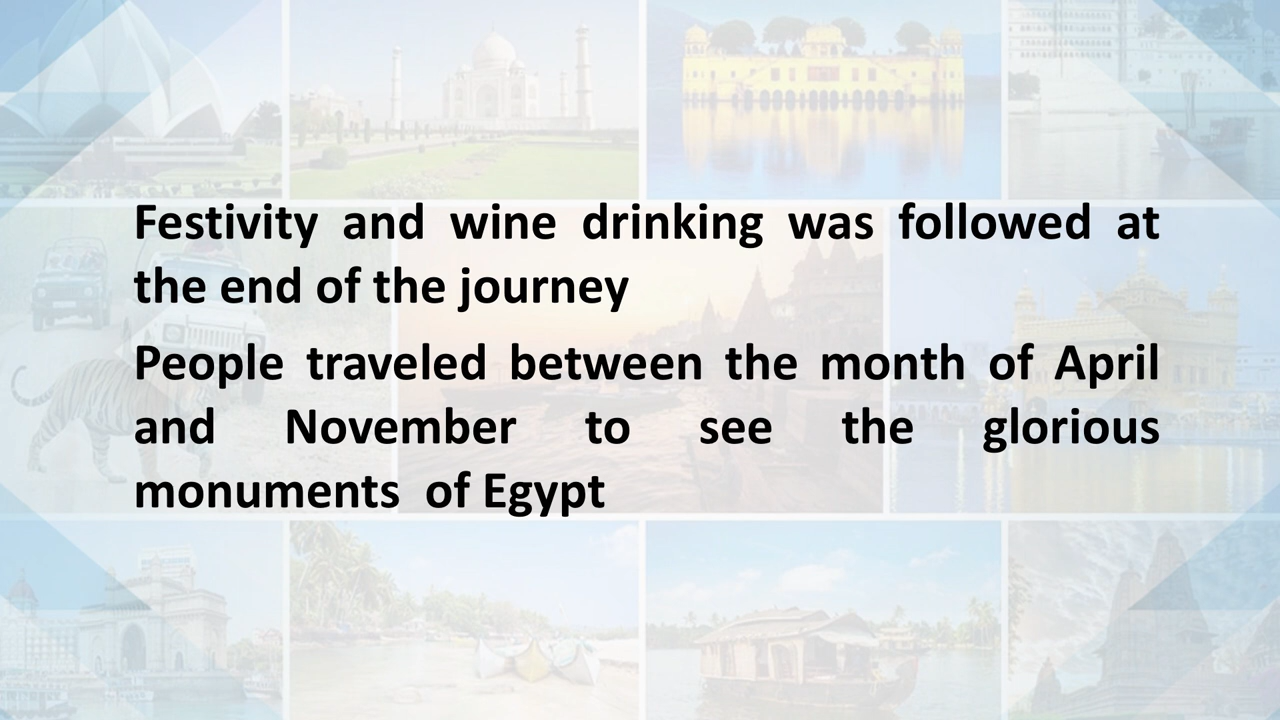 Festivity and wine drinking was followed at
the end of the journey
People traveled between the month of April
and November to see the glorious
monuments  of Egypt